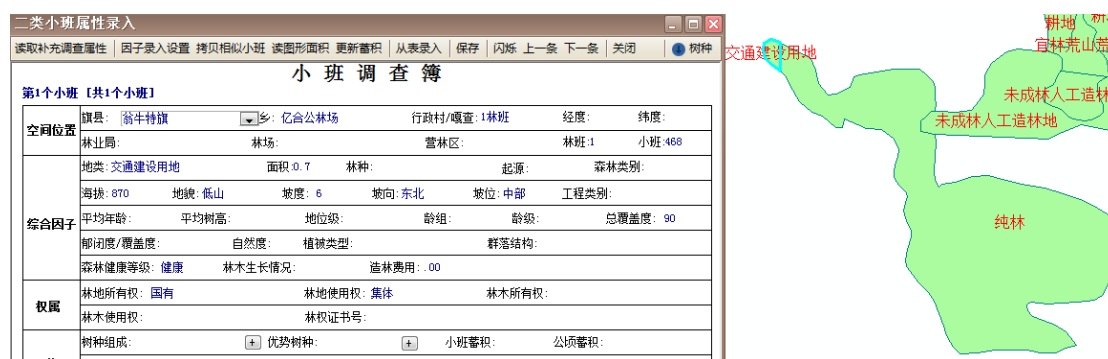 二类小班属性录入
读取补充调查属性 因子录入设置 拷贝相似小班 读图形面积 更新蓄积 从表录入 保存 闪烁 上一条 下一条 关闭 树种
小班调查簿
第1个小班 [共1个小班]
空间位置
旗县: 翁牛特旗 乡: 亿合公林场 行政村/嘎查:1林班 经度: 纬度:
林业局: 林场: 营林区: 林班:1 小班:468
综合因子
地类:交通建设用地 面积:0.7 林种: 起源: 森林类别:
海拔:870 地貌:低山 坡度: 6 坡向:东北 坡位:中部 工程类别:
平均年龄: 平均树高: 地位级: 龄组: 龄级: 总覆盖度: 90
郁闭度/覆盖度: 自然度: 植被类型: 群落结构:
森林健康等级: 健康 林木生长情况: 造林费用:.00
权属
林地所有权: 国有 林地使用权: 集体 林木所有权:
林木使用权: 林权证书号:
树种组成: + 优势树种: + 小班蓄积: 公顷蓄积:
交通建设用地
耕地
宜林荒山荒
未成林人工造林
未成林人工造林地
纯林